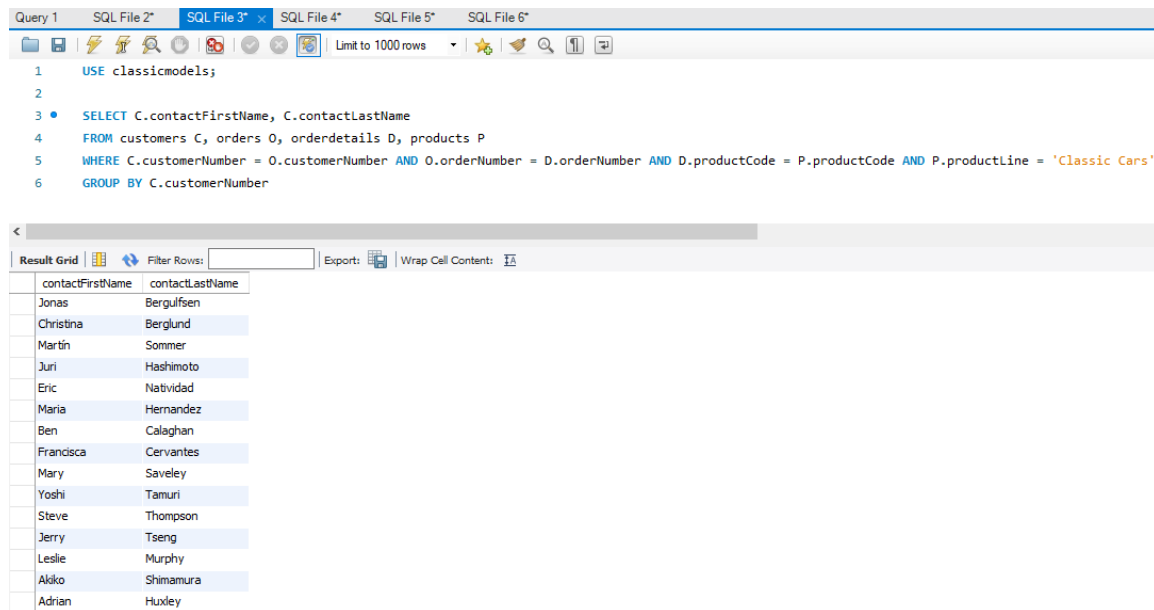 Query 1 SQL File 2* SQL File 3* × SQL File 4* SQL File 5* SQL File 6*
Limit to 1000 rows
1 USE classicmodels;
2
3 SELECT C.contactFirstName, C.contactLastName
4 FROM customers C, orders O, orderdetails D, products P
5 WHERE C.customerNumber = O.customerNumber AND O.orderNumber = D.orderNumber AND D.productCode = P.productCode AND P.productLine = 'Classic Cars'
6 GROUP BY C.customerNumber
Result Grid Filter Rows: Export: Wrap Cell Content:
contactFirstName contactLastName
Jonas Bergulfsen
Christina Berglund
Martín Sommer
Juri Hashimoto
Eric Natividad
Maria Hernandez
Ben Calaghan
Francisca Cervantes
Mary Saveley
Yoshi Tamuri
Steve Thompson
Jerry Tseng
Leslie Murphy
Akiko Shimamura
Adrian Huxley